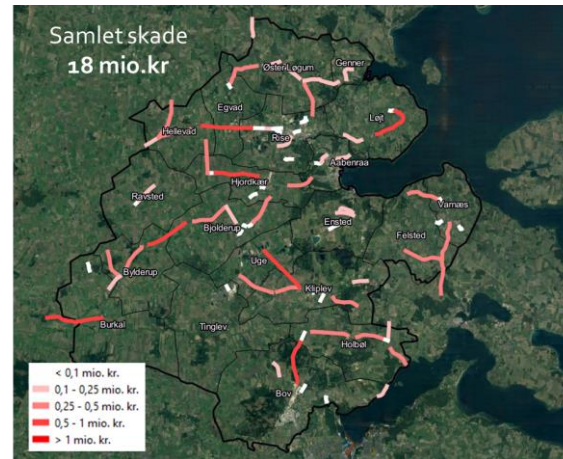 Samlet skade
18 mio.kr
Øster Løgum
Genner
Egvad
Løjt
Hellevad
Rise
Aabenraa
Hjordkær
Ravsted
Varnæs
Ensted
Bjolderup
Felsted
Uge
Bylderup
Kliplev
Burkal
Tinglev
Holbøl
Bov
< 0,1 mio. kr.
0,1 - 0,25 mio. kr.
0,25 - 0,5 mio. kr.
0,5 - 1 mio. kr.
> 1 mio. kr.